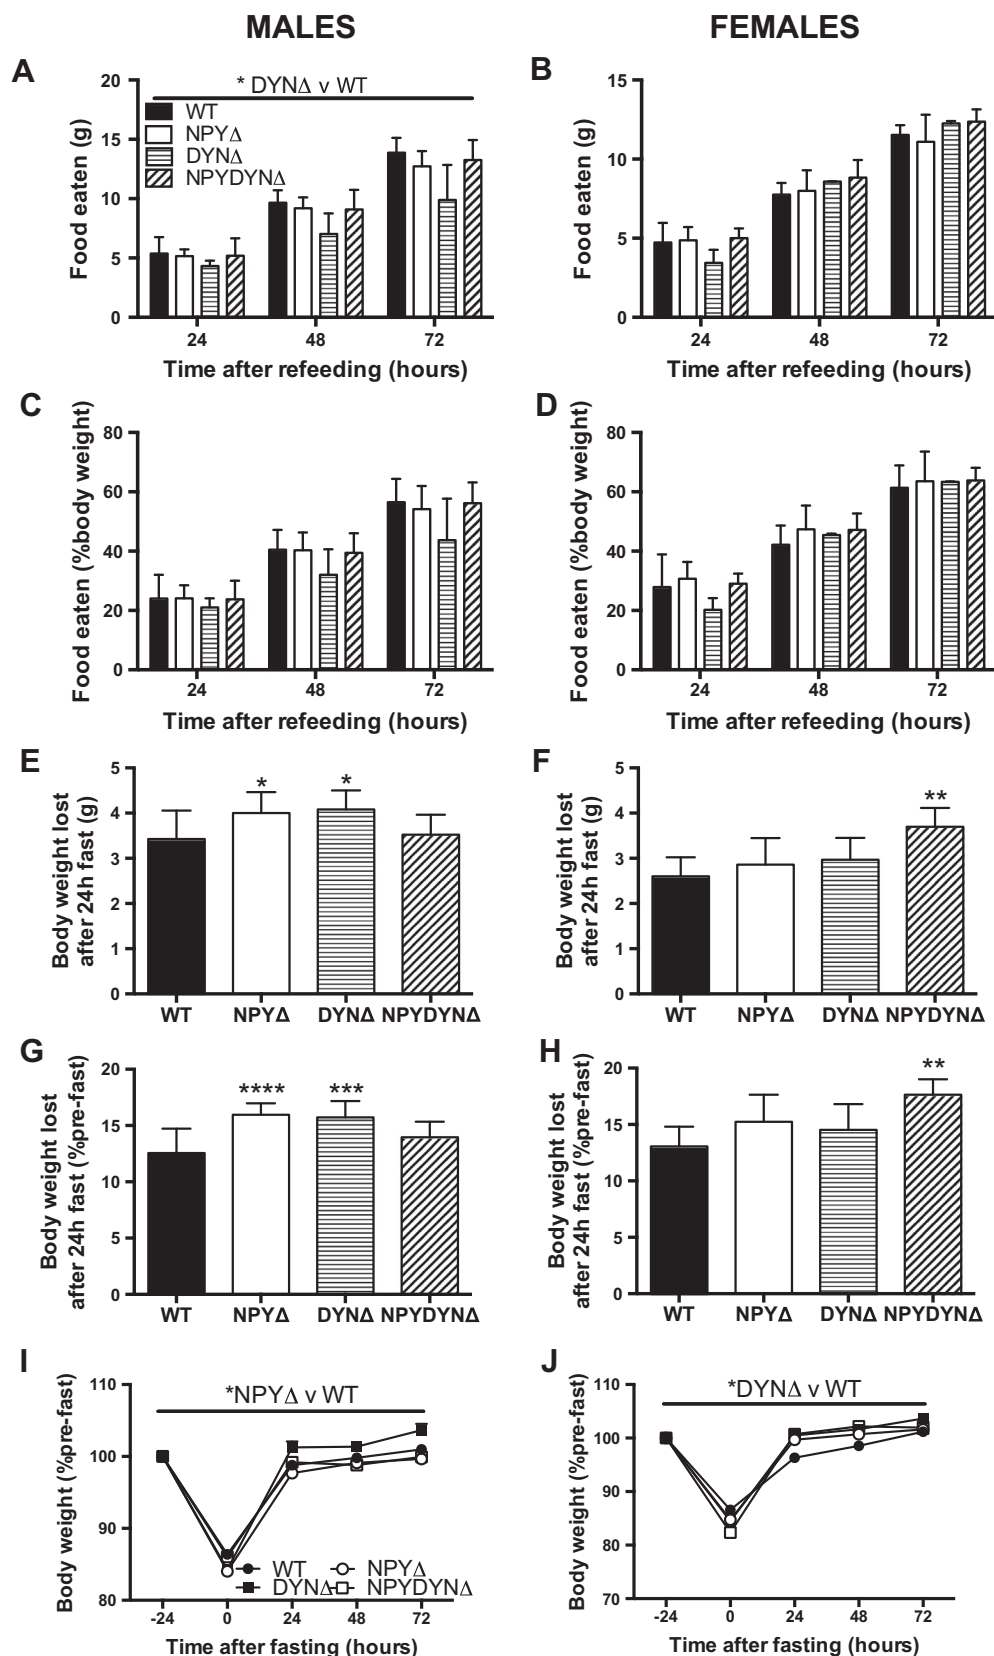 MALES
FEMALES
A
Food eaten (g)
20
15
10
5
0
* DYNΔ v WT
WT
NPYΔ
DYNΔ
NPYDYNΔ
24
48
72
Time after refeeding (hours)
B
Food eaten (g)
15
10
5
0
24
48
72
Time after refeeding (hours)
C
Food eaten (%body weight)
80
60
40
20
0
24
48
72
Time after refeeding (hours)
D
Food eaten (%body weight)
80
60
40
20
0
24
48
72
Time after refeeding (hours)
E
Body weight lost
after 24h fast (g)
5
4
3
2
1
0
*
*
WT
NPYΔ
DYNΔ
NPYDYNΔ
F
Body weight lost
after 24h fast (g)
5
4
3
2
1
0
**
WT
NPYΔ
DYNΔ
NPYDYNΔ
G
Body weight lost
after 24h fast (%pre-fast)
20
15
10
5
0
****
***
WT
NPYΔ
DYNΔ
NPYDYNΔ
H
Body weight lost
after 24h fast (%pre-fast)
20
15
10
5
0
**
WT
NPYΔ
DYNΔ
NPYDYNΔ
I
Body weight (%pre-fast)
110
100
90
80
*NPYΔ v WT
WT
NPYΔ
DYNΔ
NPYDYNΔ
-24
0
24
48
72
Time after fasting (hours)
J
Body weight (%pre-fast)
110
100
90
80
70
*DYNΔ v WT
-24
0
24
48
72
Time after fasting (hours)